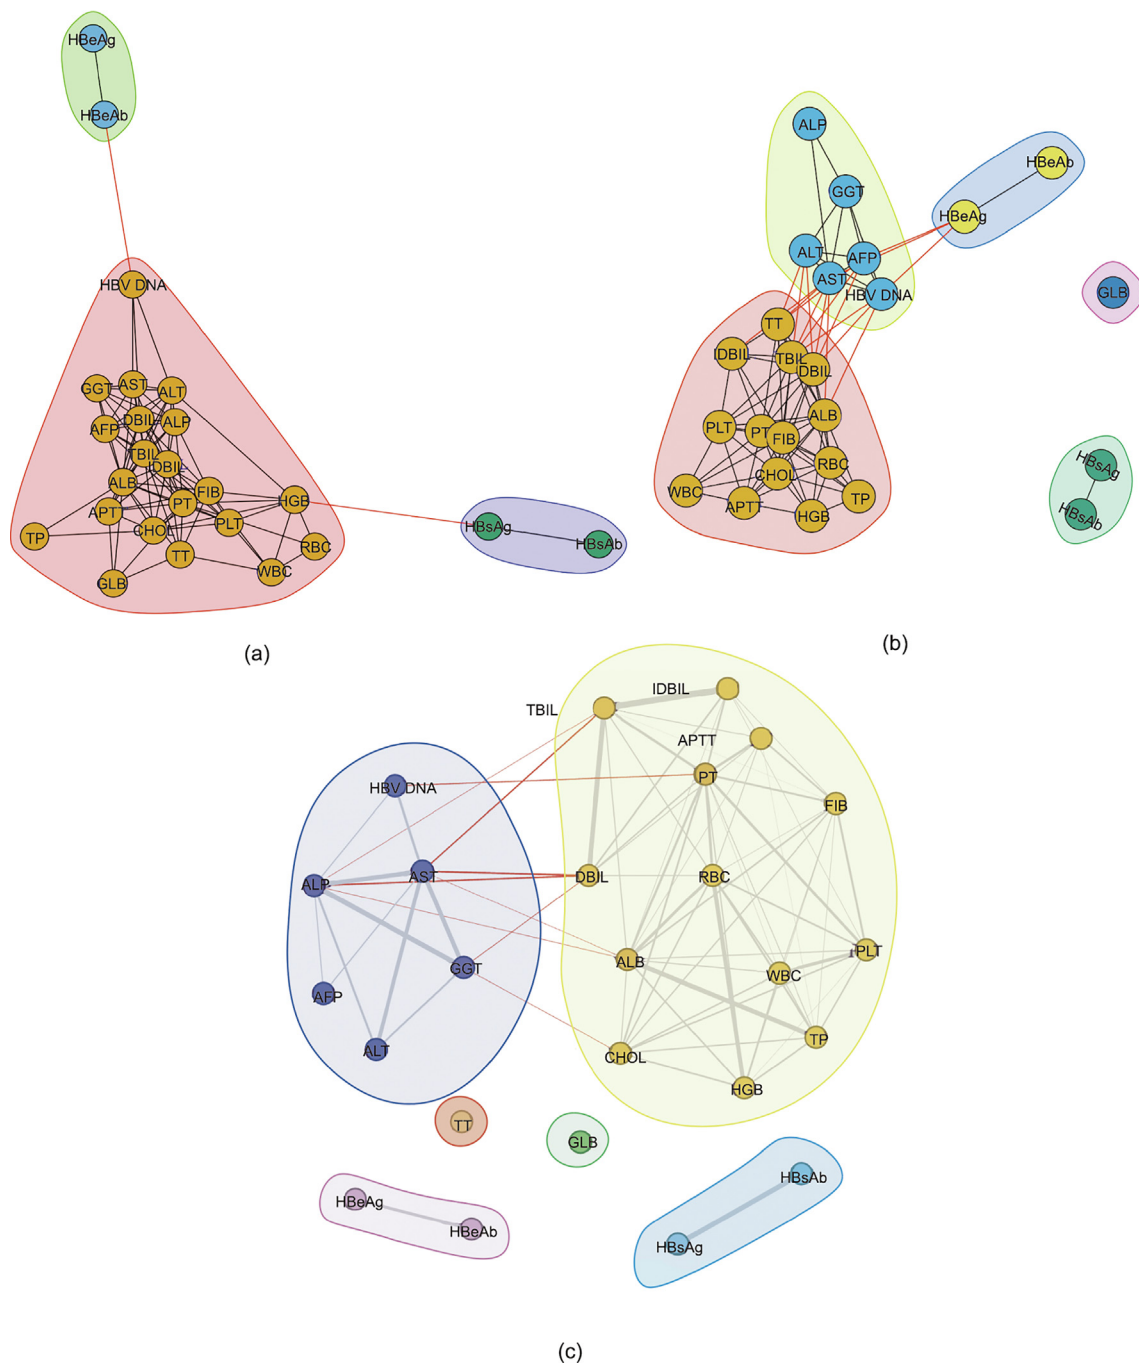 HBeAg
HBeAb
HBV DNA
GGT
AST
ALT
AFP
DBIL
ALP
TBIL
IDBIL
ALB
FIB
HGB
APTT
PT
PLT
TP
CHOL
TT
RBC
WBC
GLB
HBsAg
HBsAb
(a)
ALP
GGT
HBeAb
HBeAg
ALT
AFP
AST
HBV DNA
GLB
TT
IDBIL
TBIL
DBIL
ALB
PLT
PT
FIB
RBC
CHOL
WBC
APTT
HGB
TP
HBsAg
HBsAb
(b)
IDBIL
TBIL
APTT
PT
HBV DNA
FIB
ALP
AST
DBIL
RBC
GGT
ALB
WBC
PLT
AFP
ALT
CHOL
TP
HGB
TT
GLB
HBeAg
HBeAb
HBsAb
HBsAg
(c)